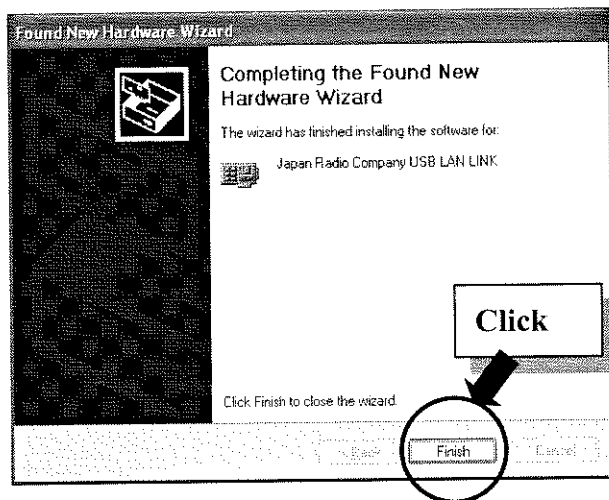 Found New Hardware Wizard
Completing the Found New
Hardware Wizard
The wizard has finished installing the software for:
Japan Radio Company USB LAN LINK
Click
Click Finish to close the wizard.
< Back
Finish
Cancel